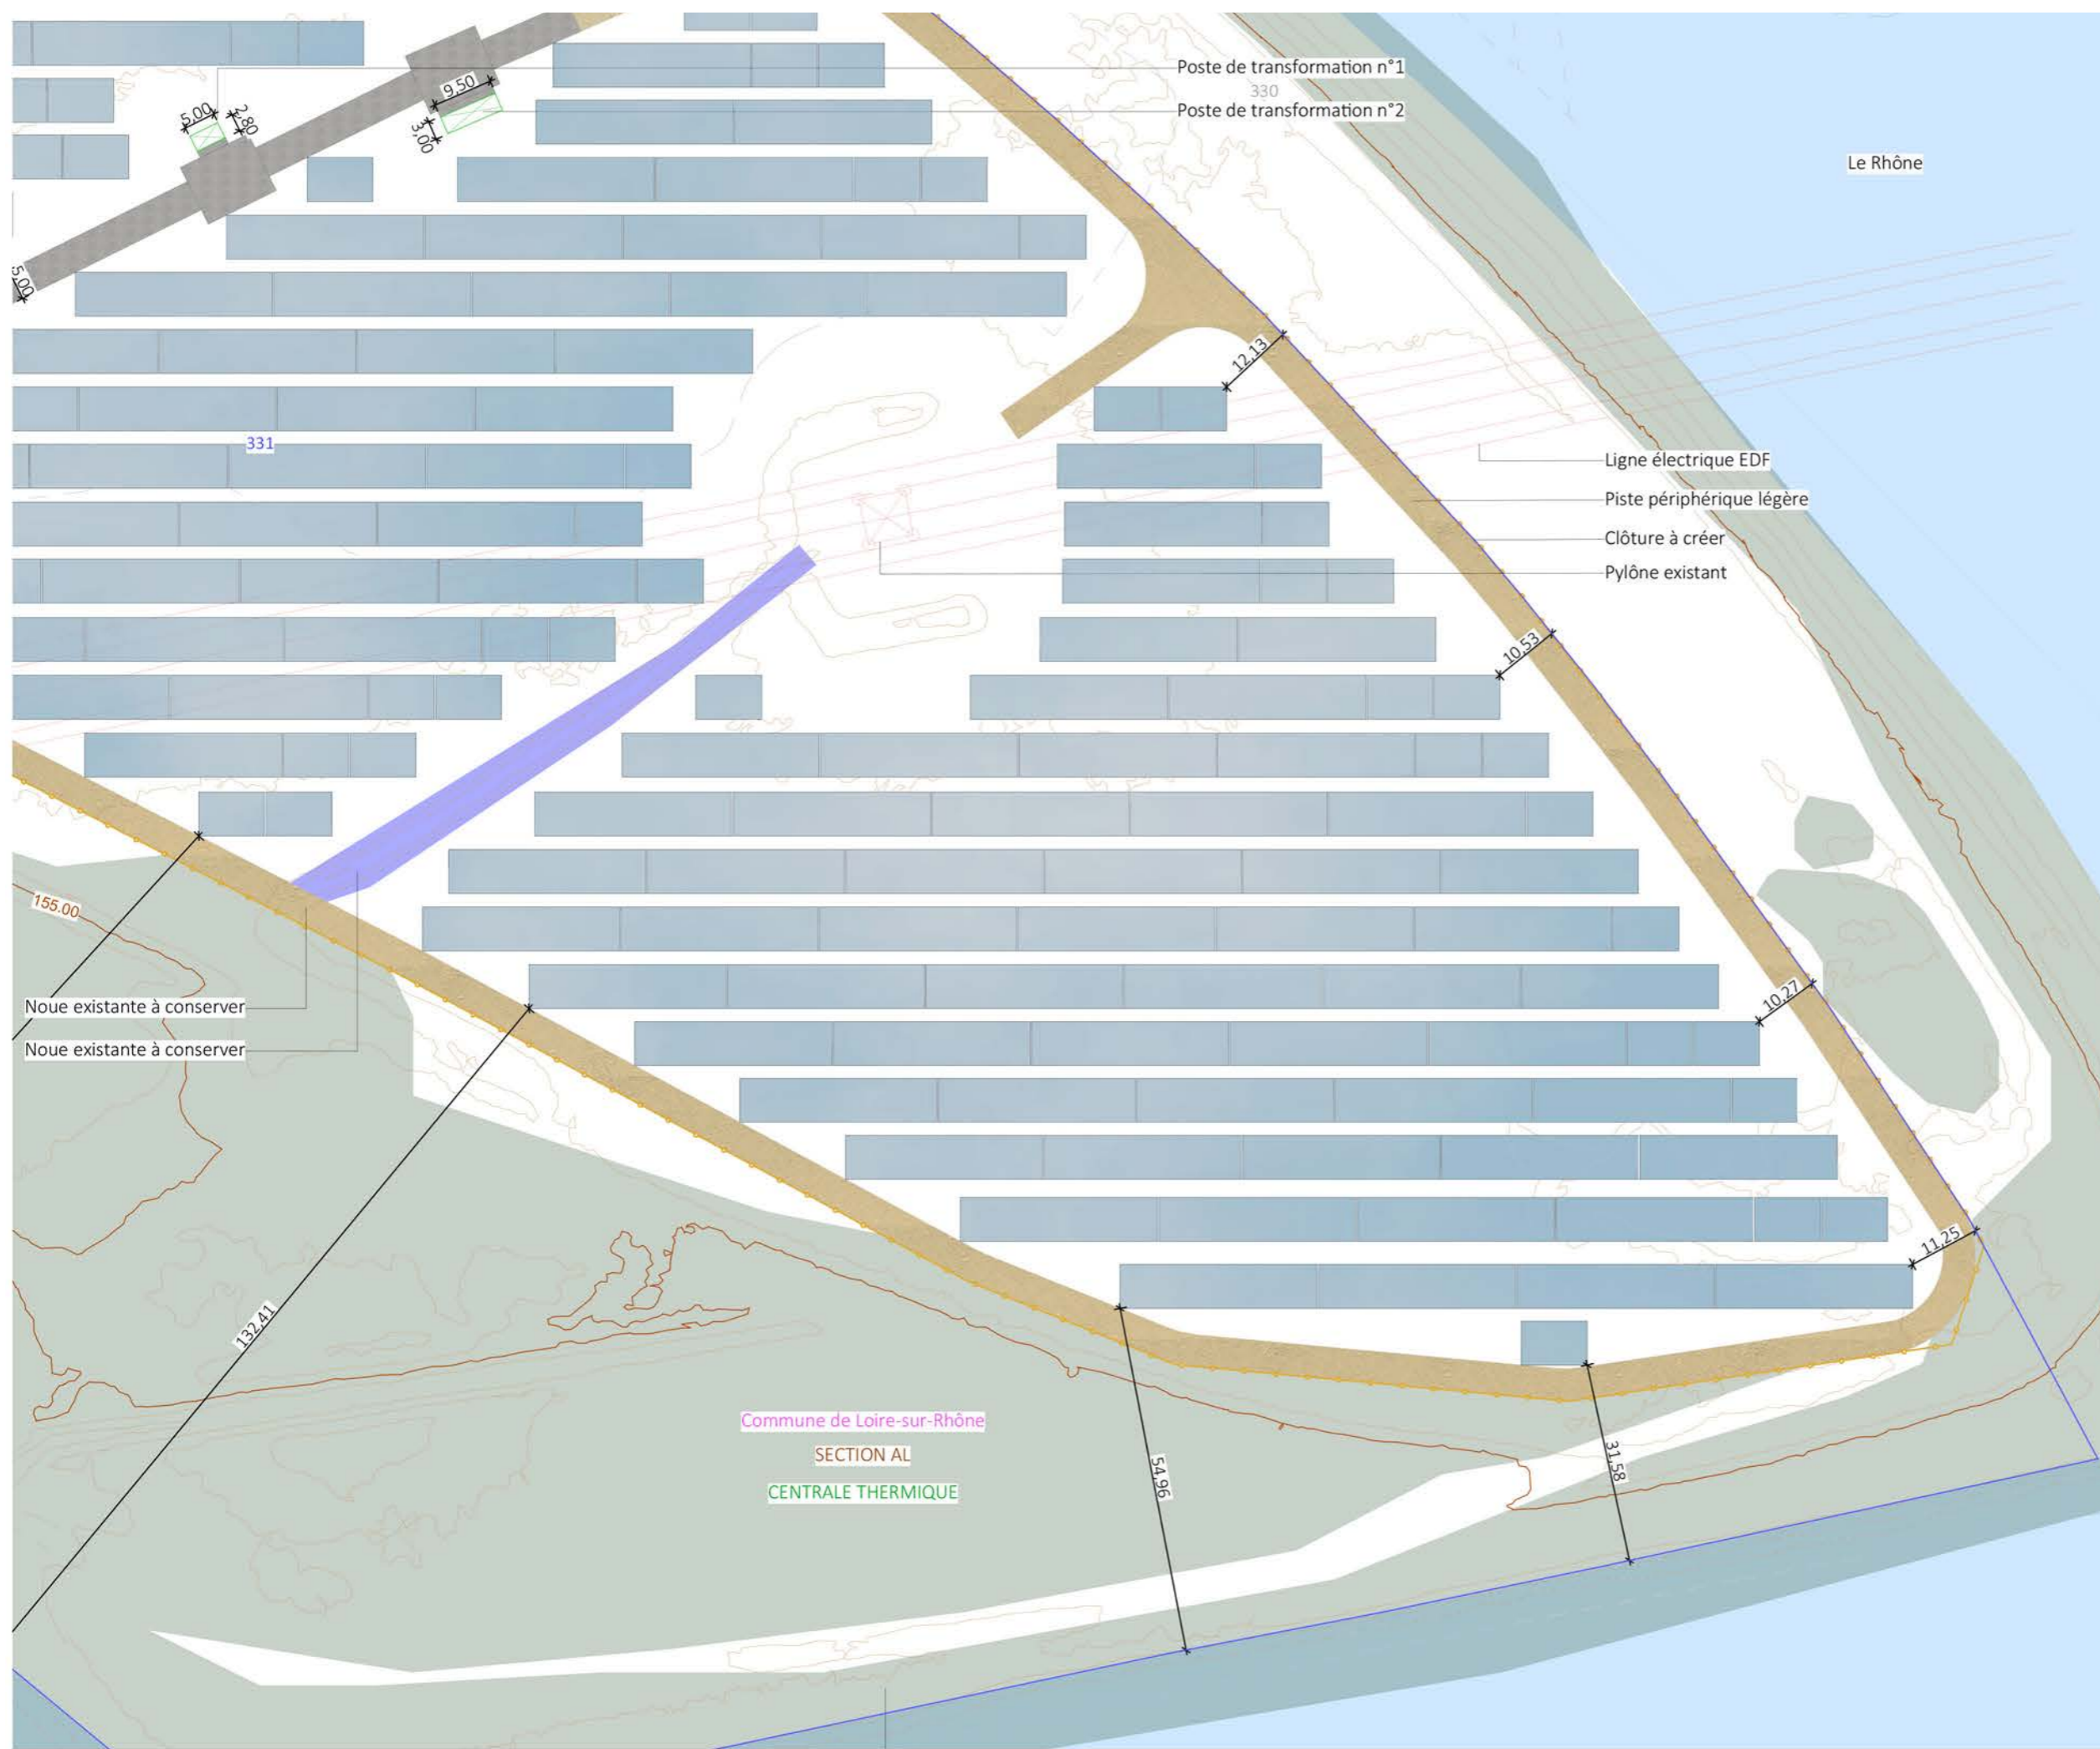 Poste de transformation n°1
330
Poste de transformation n°2
9,50
3,00
5,00
2,80
5,00
Le Rhône
12,13
331
Ligne électrique EDF
Piste périphérique légère
Clôture à créer
Pylône existant
10,53
155.00
10,27
Noue existante à conserver
Noue existante à conserver
11,25
132,41
Commune de Loire-sur-Rhône
SECTION AL
CENTRALE THERMIQUE
54,96
31,58